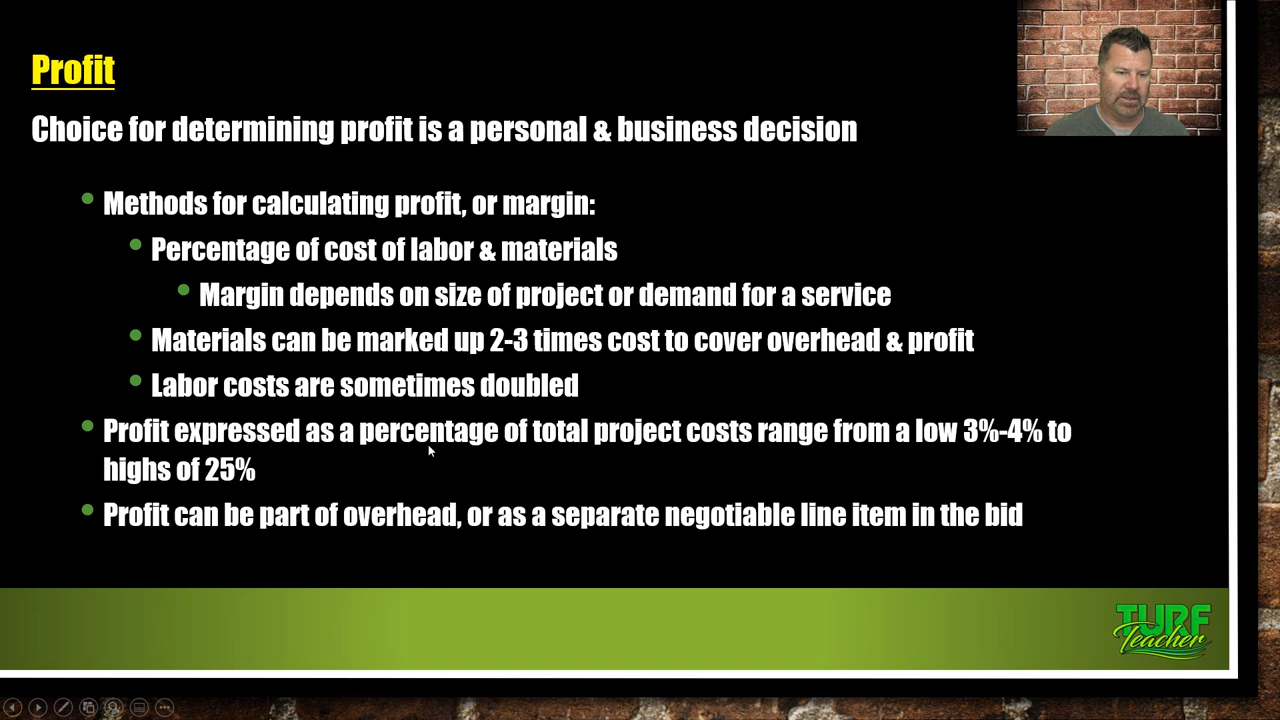 Profit
Choice for determining profit is a personal & business decision
Methods for calculating profit, or margin:
Percentage of cost of labor & materials
Margin depends on size of project or demand for a service
Materials can be marked up 2-3 times cost to cover overhead & profit
Labor costs are sometimes doubled
Profit expressed as a percentage of total project costs range from a low 3%-4% to
highs of 25%
Profit can be part of overhead, or as a separate negotiable line item in the bid
TURF
Teacher